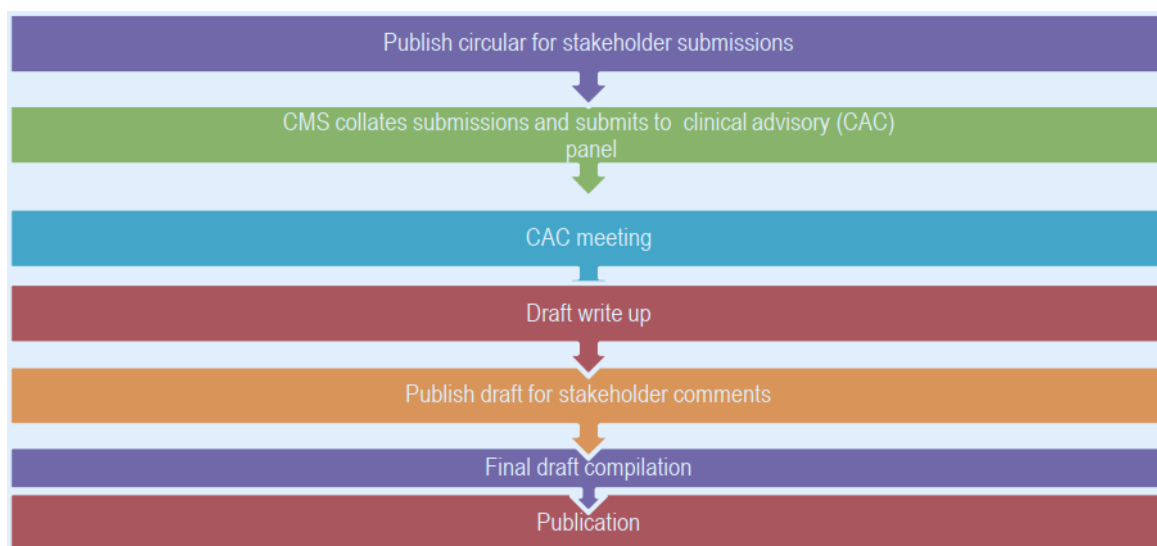 Publish circular for stakeholder submissions
CMS collates submissions and submits to clinical advisory (CAC)
panel
CAC meeting
Draft write up
Publish draft for stakeholder comments
Final draft compilation
Publication